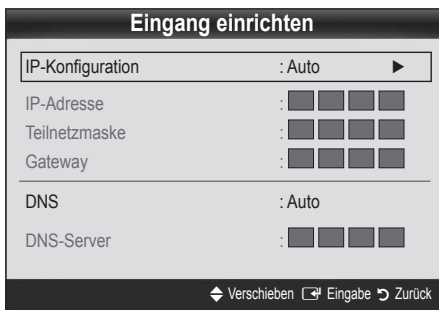 Eingang einrichten
IP-Konfiguration : Auto ►
IP-Adresse :
Teilnetzmaske :
Gateway :
DNS : Auto
DNS-Server :
Verschieben Eingabe Zurück